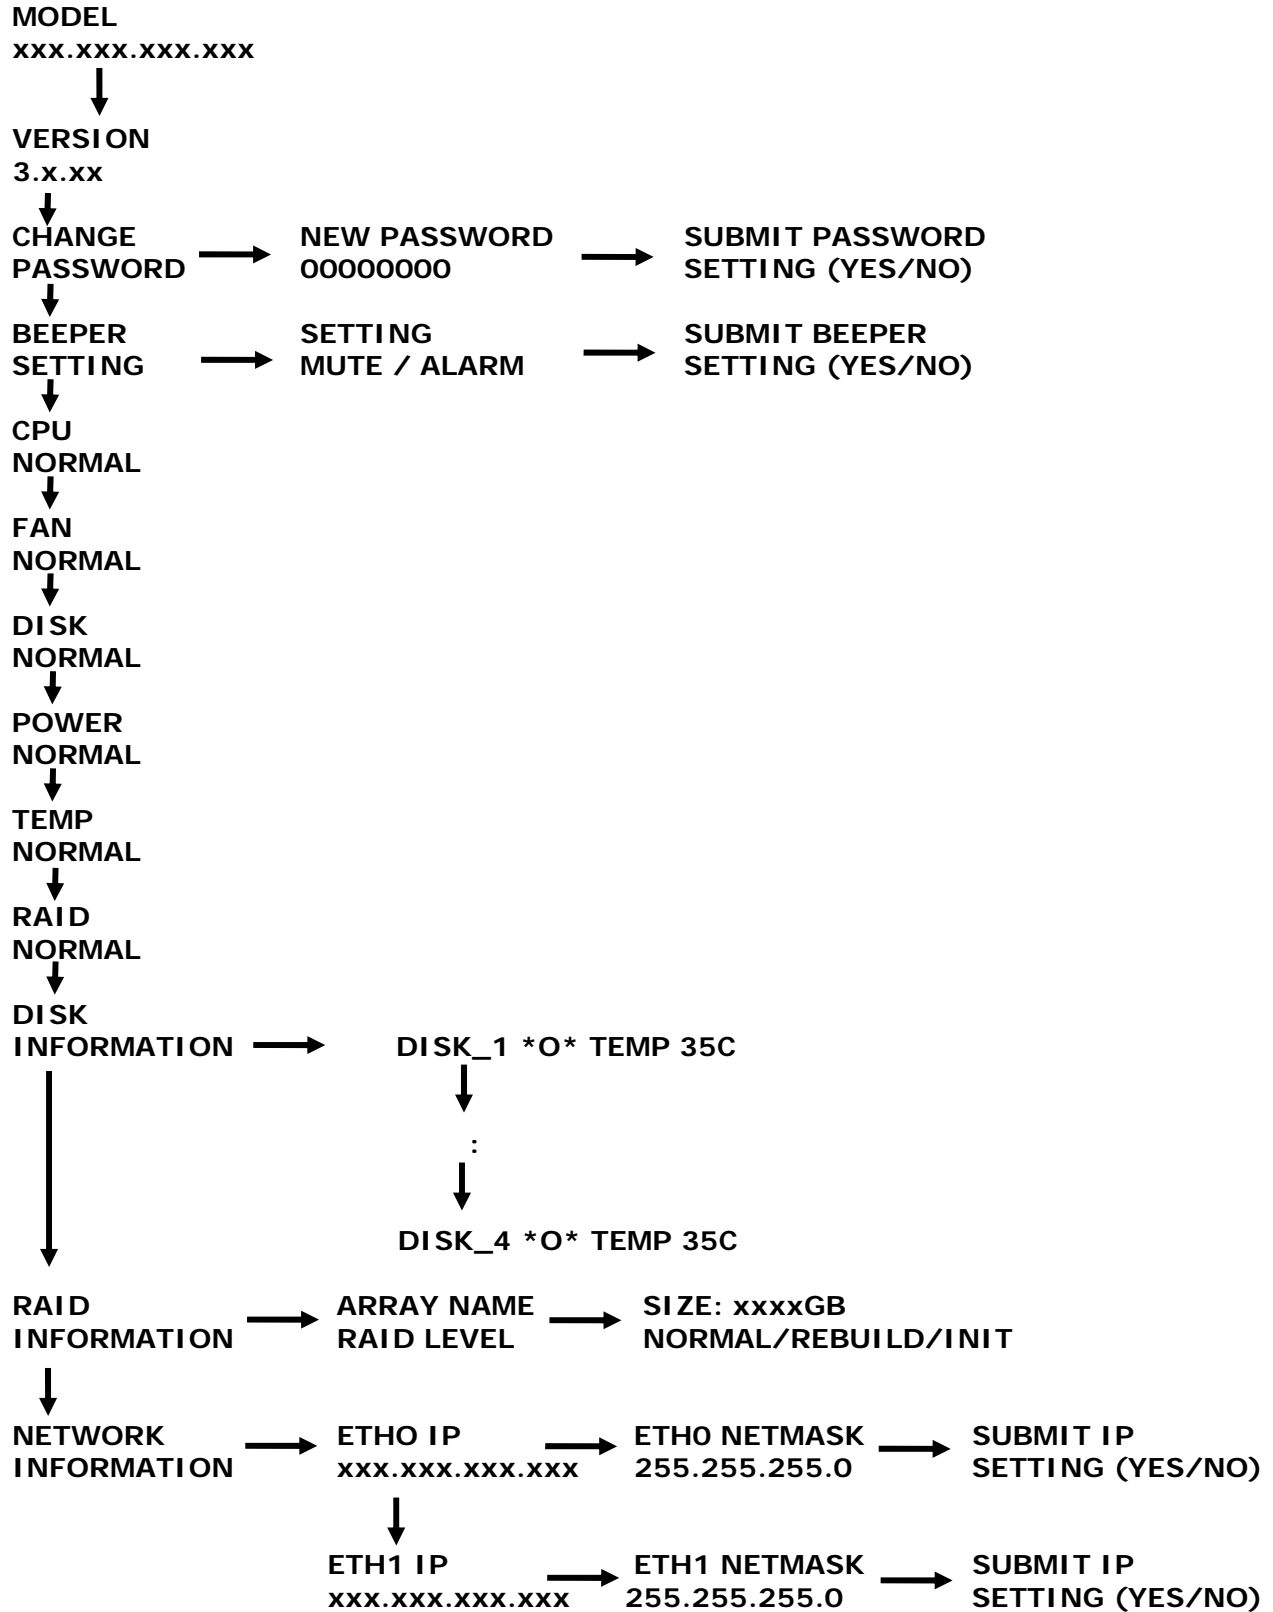 MODEL
xxx.xxx.xxx.xxx
VERSION
3.x.xx
CHANGE PASSWORD
NEW PASSWORD
00000000
SUBMIT PASSWORD
SETTING (YES/NO)
BEEPER
SETTING
SETTING
MUTE / ALARM
SUBMIT BEEPER
SETTING (YES/NO)
CPU
NORMAL
FAN
NORMAL
DISK
NORMAL
POWER
NORMAL
TEMP
NORMAL
RAID
NORMAL
DISK
INFORMATION
DISK_1 *O* TEMP 35C
:
DISK_4 *O* TEMP 35C
RAID
INFORMATION
ARRAY NAME
RAID LEVEL
SIZE: xxxxGB
NORMAL/REBUILD/INIT
NETWORK
INFORMATION
ETH0 IP
xxx.xxx.xxx.xxx
ETH0 NETMASK
255.255.255.0
SUBMIT IP
SETTING (YES/NO)
ETH1 IP
xxx.xxx.xxx.xxx
ETH1 NETMASK
255.255.255.0
SUBMIT IP
SETTING (YES/NO)